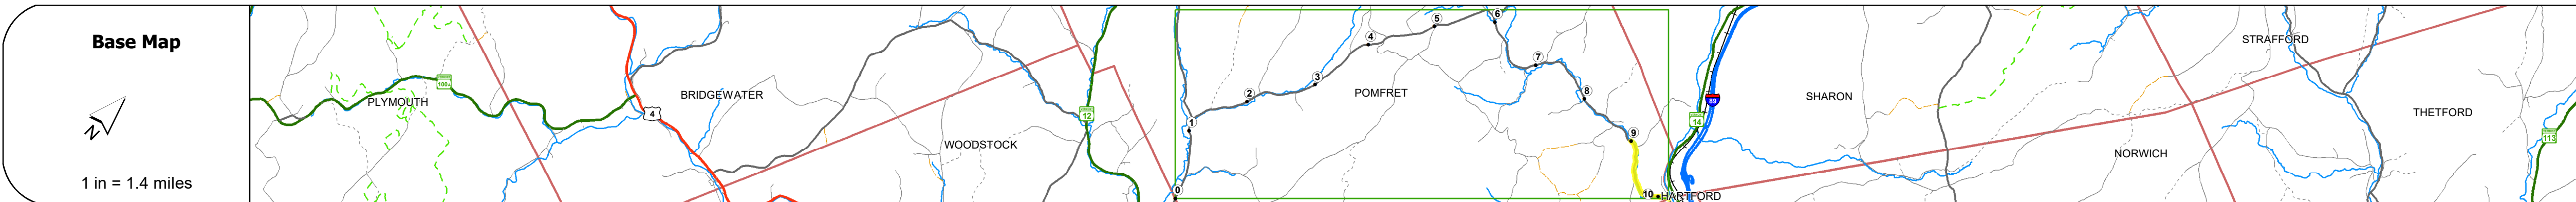 Base Map
N
1 in = 1.4 miles
PLYMOUTH
100A
4
BRIDGEWATER
WOODSTOCK
12
0
1
2
3
4
5
6
7
8
9
10
POMFRET
HARTFORD
14
89
SHARON
STRAFFORD
NORWICH
THETFORD
113